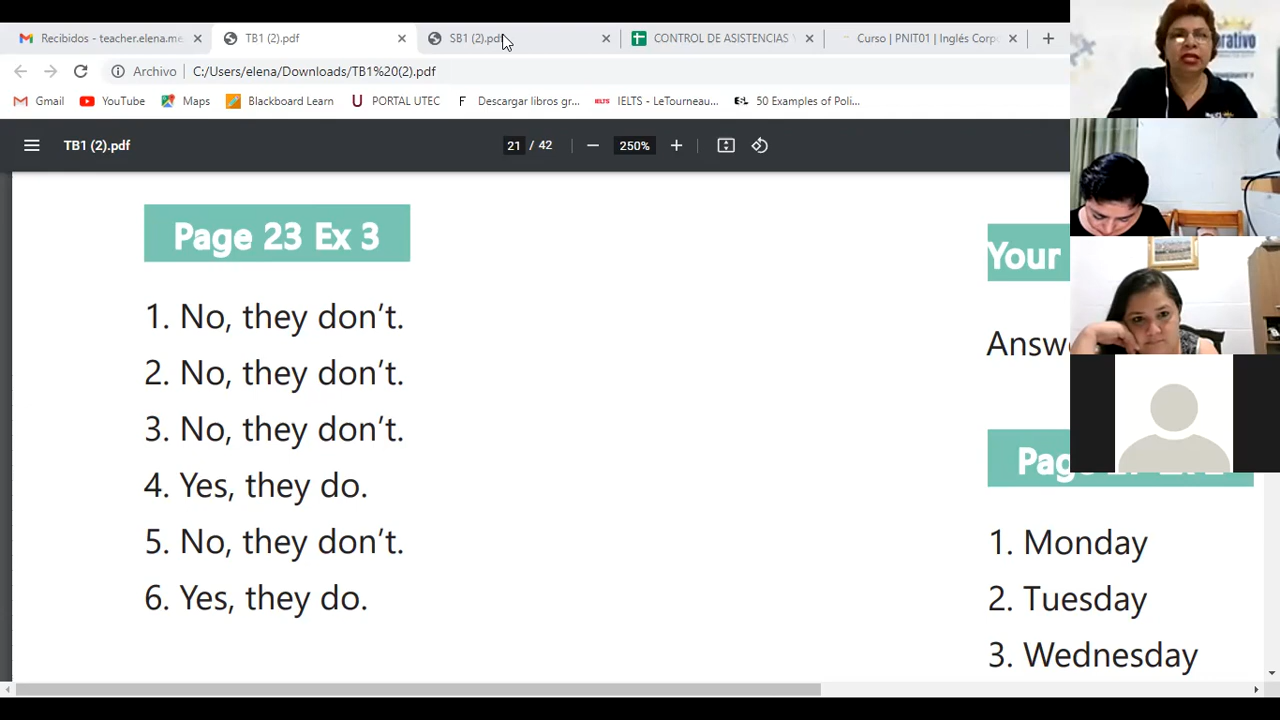 Recibidos - teacher.elena.me
TB1 (2).pdf
SB1 (2).pdf
CONTROL DE ASISTENCIAS Y
Curso | PNIT01 | Inglés Corp
Archivo
C:/Users/elena/Downloads/TB1%20(2).pdf
Gmail
YouTube
Maps
Blackboard Learn
PORTAL UTEC
Descargar libros gr...
IELTS - LeTourneau...
50 Examples of Poli...
TB1 (2).pdf
21 / 42
250%
Page 23 Ex 3
1. No, they don't.
2. No, they don't.
3. No, they don't.
4. Yes, they do.
5. No, they don't.
6. Yes, they do.
Your
1. Monday
2. Tuesday
3. Wednesday